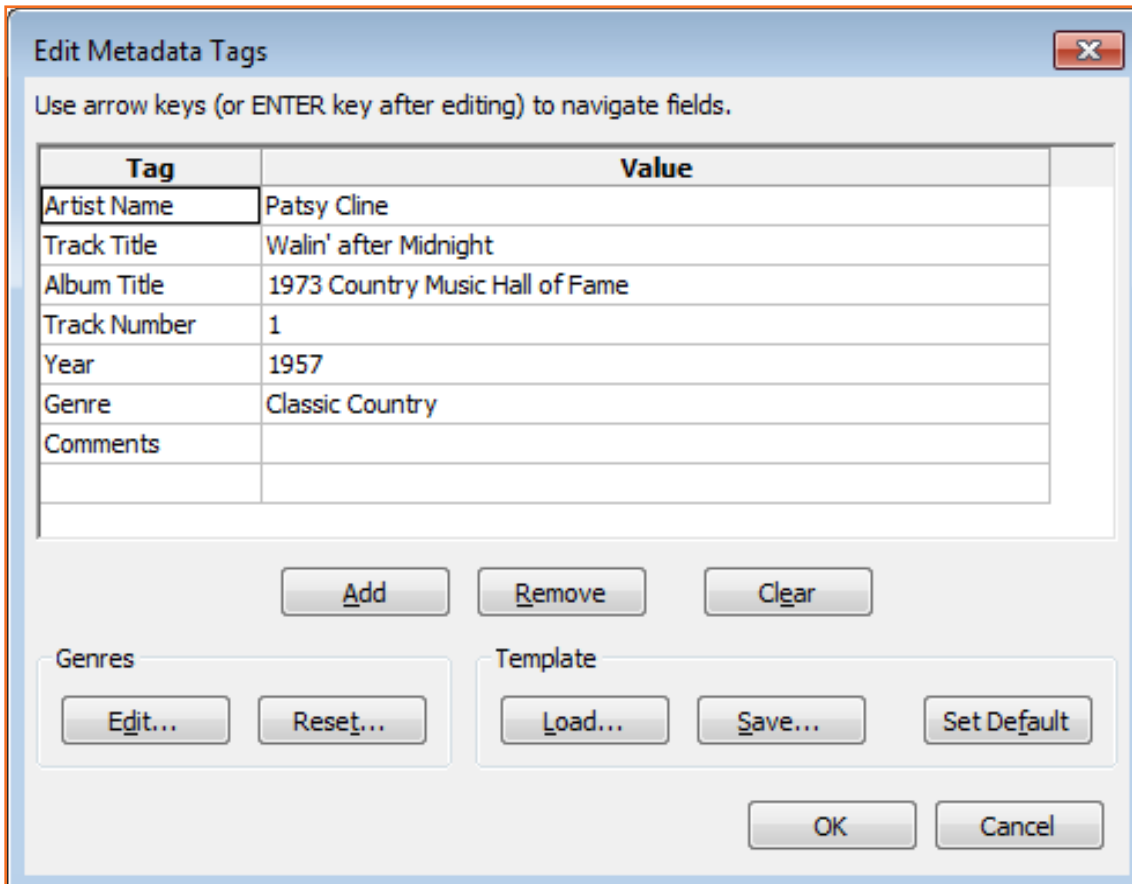 Edit Metadata Tags
Use arrow keys (or ENTER key after editing) to navigate fields.
Tag Value
Artist Name Patsy Cline
Track Title Walin' after Midnight
Album Title 1973 Country Music Hall of Fame
Track Number 1
Year 1957
Genre Classic Country
Comments
Add Remove Clear
Genres Template
Edit... Reset... Load... Save... Set Default
OK Cancel